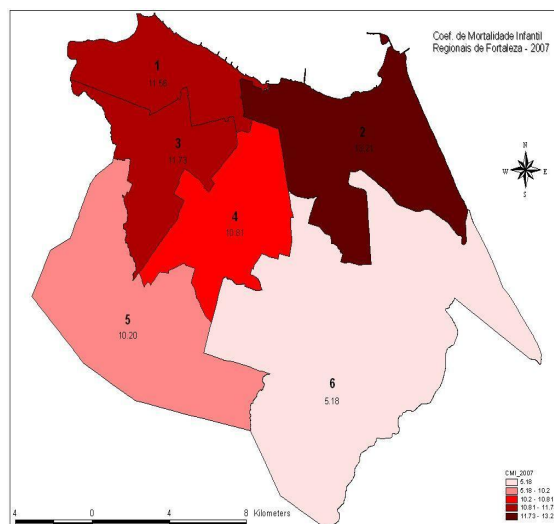 Coef. de Mortalidade Infantil
Regionais de Fortaleza - 2007
1
2
3
11.73
4
10.81
N
W E
S
5
10.20
6
5.18
CMI_2007
5.18
5.18 - 10.2
10.2 - 10.81
10.81 - 11.7
11.73 - 13.2
4 0 4 8 Kilometers